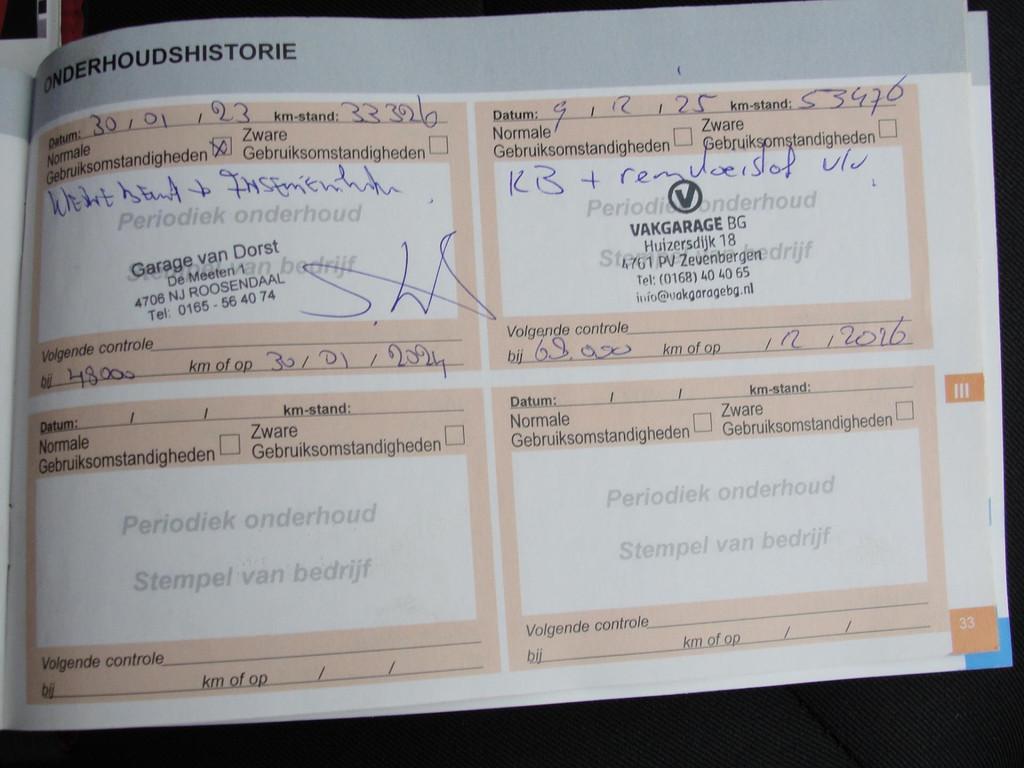 ONDERHOUDSHISTORIE
Datum: 30 / 01 / 23 km-stand: 33326
Normale Gebruiksomstandigheden ☒ Zware Gebruiksomstandigheden ☐
Periodiek onderhoud
Stempel van bedrijf
Garage van Dorst
De Meeten 1
4706 NJ ROOSENDAAL
Tel: 0165 - 56 40 74
Volgende controle
bij 48000 km of op 30 / 01 / 2024
Datum: 9 / 12 / 25 km-stand: 53476
Normale Gebruiksomstandigheden ☐ Zware Gebruiksomstandigheden ☐
KB + remvloeistof v/v
Periodiek onderhoud
Stempel van bedrijf
VAKGARAGE BG
Huizersdijk 18
4761 PV Zevenbergen
Tel: (0168) 40 40 65
info@vakgaragebg.nl
Volgende controle
bij 68.000 km of op / 12 / 2026
Datum: / / km-stand:
Normale Gebruiksomstandigheden ☐ Zware Gebruiksomstandigheden ☐
Periodiek onderhoud
Stempel van bedrijf
Volgende controle
bij km of op / /
Datum: / / km-stand:
Normale Gebruiksomstandigheden ☐ Zware Gebruiksomstandigheden ☐
Periodiek onderhoud
Stempel van bedrijf
Volgende controle
bij km of op / /
III
33